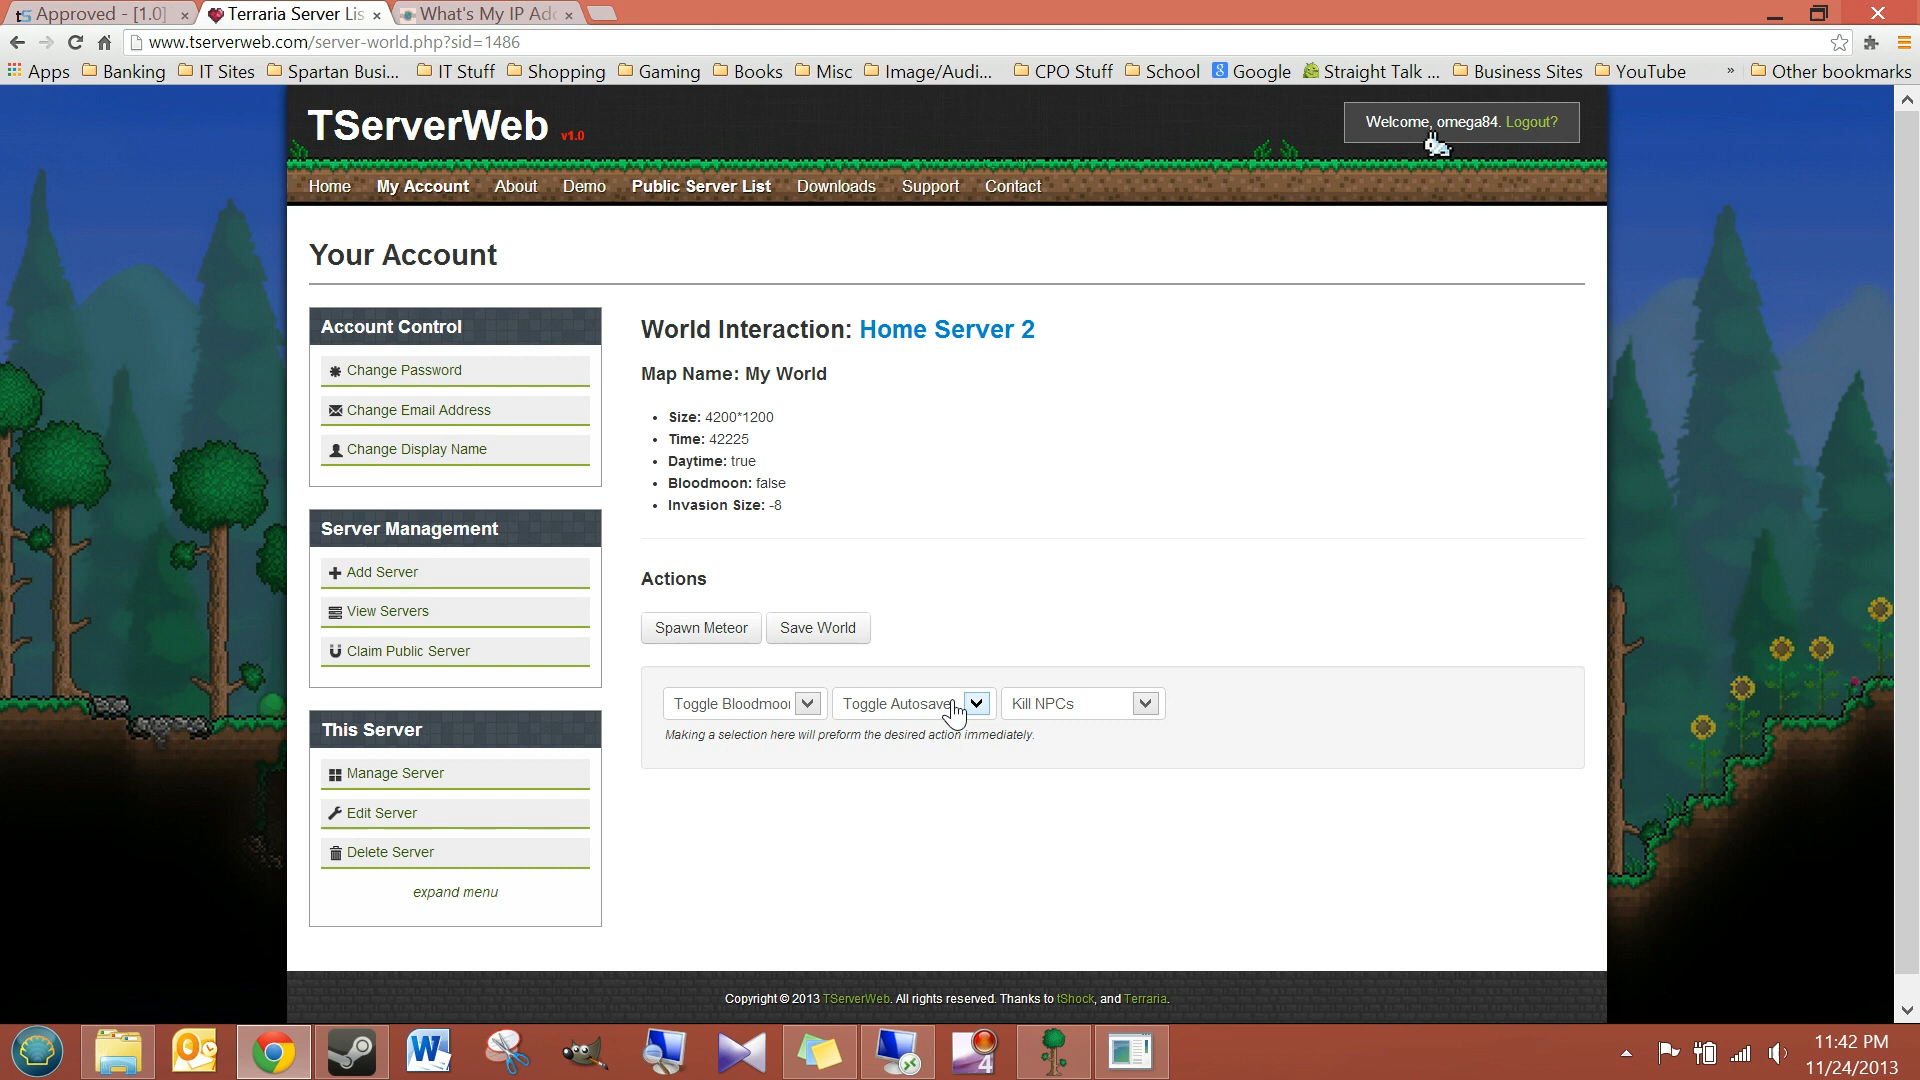 Approved - [1.0]
Terraria Server Lis
What's My IP Add
www.tserverweb.com/server-world.php?sid=1486
Apps Banking IT Sites Spartan Busi... IT Stuff Shopping Gaming Books Misc Image/Audi... CPO Stuff School Google Straight Talk ... Business Sites YouTube » Other bookmarks
TServerWeb v1.0
Welcome, omega84. Logout?
Home My Account About Demo Public Server List Downloads Support Contact
Your Account
Account Control
Change Password
Change Email Address
Change Display Name
Server Management
Add Server
View Servers
Claim Public Server
This Server
Manage Server
Edit Server
Delete Server
expand menu
World Interaction: Home Server 2
Map Name: My World
Size: 4200*1200
Time: 42225
Daytime: true
Bloodmoon: false
Invasion Size: -8
Actions
Spawn Meteor Save World
Toggle Bloodmoon Toggle Autosave Kill NPCs
Making a selection here will preform the desired action immediately.
Copyright © 2013 TServerWeb. All rights reserved. Thanks to tShock, and Terraria.
11:42 PM
11/24/2013